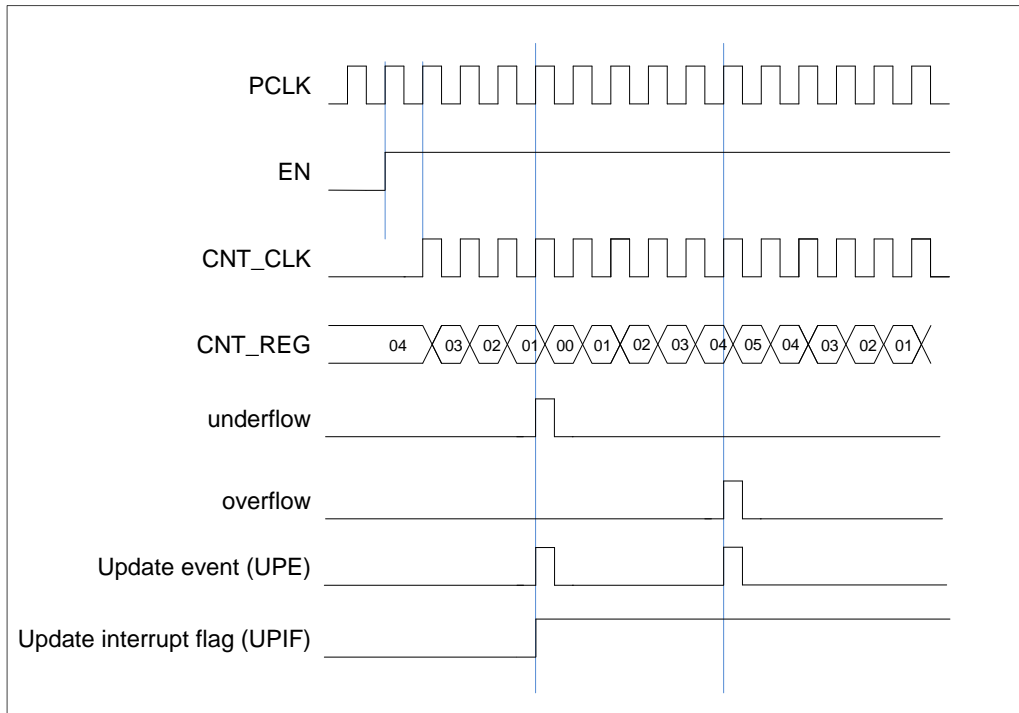 PCLK
EN
CNT_CLK
CNT_REG 04 03 02 01 00 01 02 03 04 05 04 03 02 01
underflow
overflow
Update event (UPE)
Update interrupt flag (UPIF)